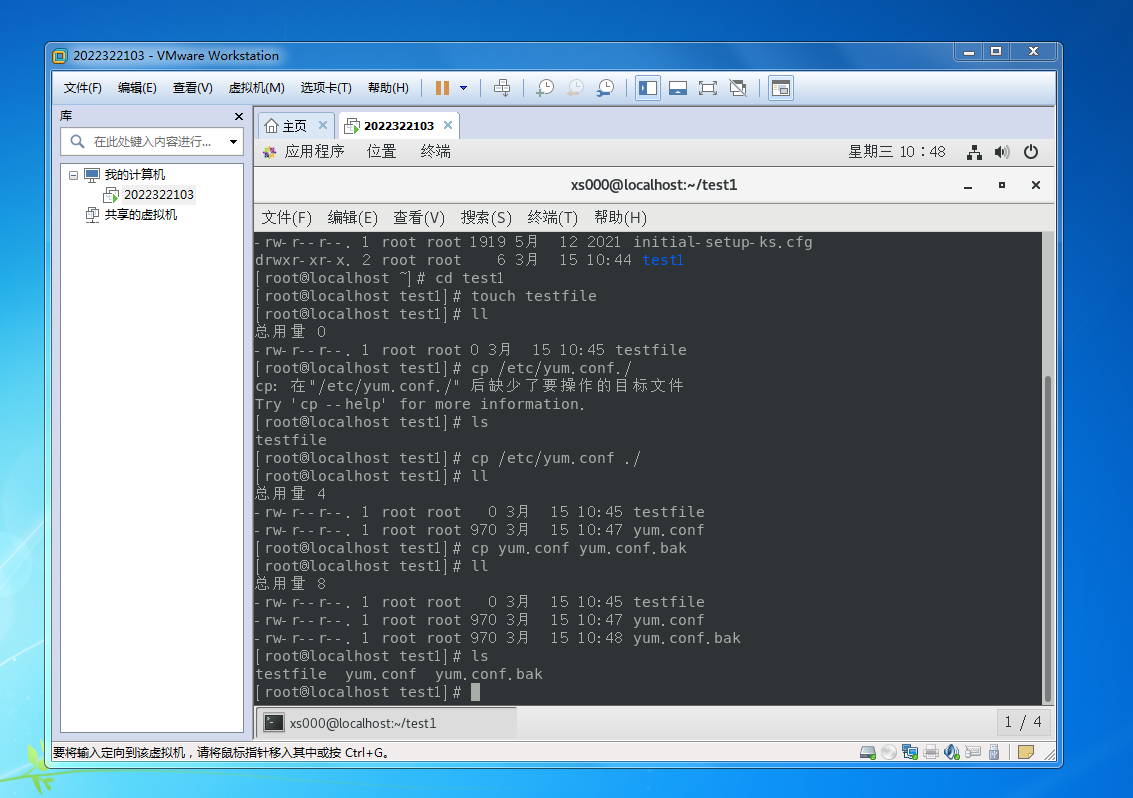 2022322103 - VMware Workstation
文件(F) 编辑(E) 查看(V) 虚拟机(M) 选项卡(T) 帮助(H)
库
在此处键入内容进行...
我的计算机
2022322103
共享的虚拟机
主页 2022322103
应用程序 位置 终端 星期三 10：48
xs000@localhost:~/test1
文件(F) 编辑(E) 查看(V) 搜索(S) 终端(T) 帮助(H)
-rw-r--r--. 1 root root 1919 5月  12 2021 initial-setup-ks.cfg
drwxr-xr-x. 2 root root    6 3月  15 10:44 test1
[root@localhost ~]# cd test1
[root@localhost test1]# touch testfile
[root@localhost test1]# ll
总用量 0
-rw-r--r--. 1 root root 0 3月  15 10:45 testfile
[root@localhost test1]# cp /etc/yum.conf./
cp: 在"/etc/yum.conf./" 后缺少了要操作的目标文件
Try 'cp --help' for more information.
[root@localhost test1]# ls
testfile
[root@localhost test1]# cp /etc/yum.conf ./
[root@localhost test1]# ll
总用量 4
-rw-r--r--. 1 root root   0 3月  15 10:45 testfile
-rw-r--r--. 1 root root 970 3月  15 10:47 yum.conf
[root@localhost test1]# cp yum.conf yum.conf.bak
[root@localhost test1]# ll
总用量 8
-rw-r--r--. 1 root root   0 3月  15 10:45 testfile
-rw-r--r--. 1 root root 970 3月  15 10:47 yum.conf
-rw-r--r--. 1 root root 970 3月  15 10:48 yum.conf.bak
[root@localhost test1]# ls
testfile  yum.conf  yum.conf.bak
[root@localhost test1]#
xs000@localhost:~/test1 1 / 4
要将输入定向到该虚拟机，请将鼠标指针移入其中或按 Ctrl+G。